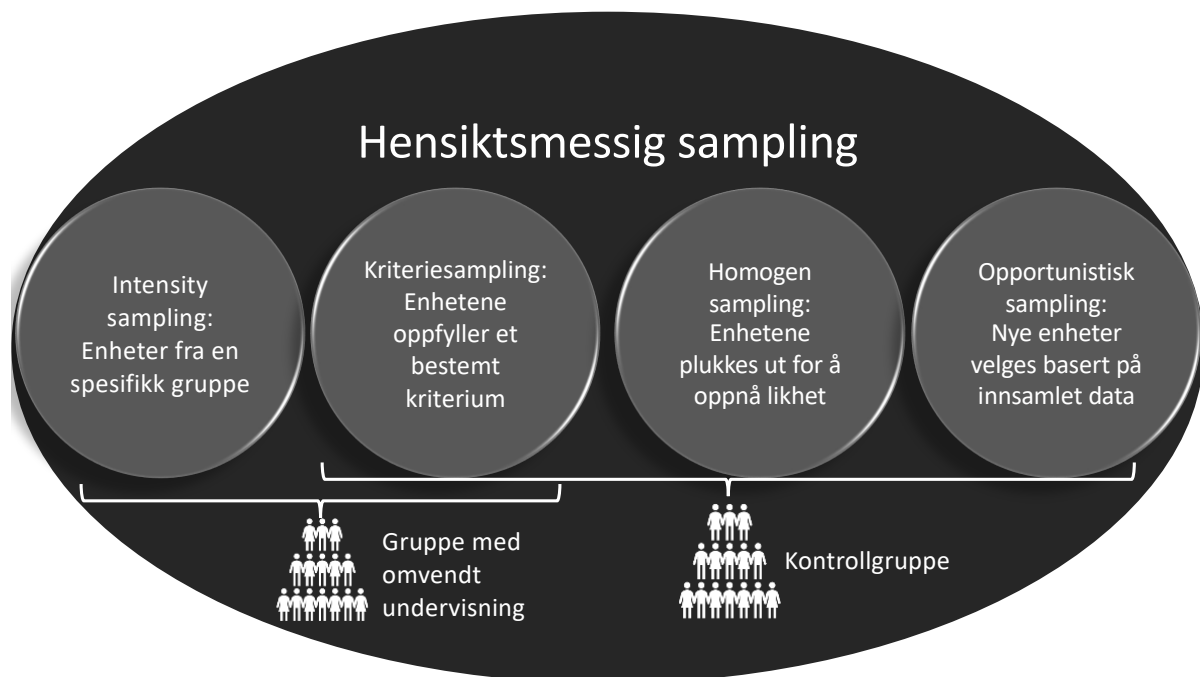 Hensiktsmessig sampling
Intensity
sampling:
Enheter fra en
spesifikk gruppe
Kriteriesampling:
Enhetene
oppfyller et
bestemt
kriterium
Homogen
sampling:
Enhetene
plukkes ut for å
oppnå likhet
Opportunistisk
sampling:
Nye enheter
velges basert på
innsamlet data
Gruppe med
omvendt
undervisning
Kontrollgruppe